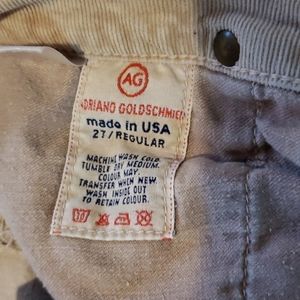 AG
ADRIANO GOLDSCHMIED
made in USA
27/REGULAR
MACHINE WASH COLD.
TUMBLE DRY MEDIUM.
COLOUR MAY
TRANSFER WHEN NEW.
WASH INSIDE OUT
TO RETAIN COLOUR.